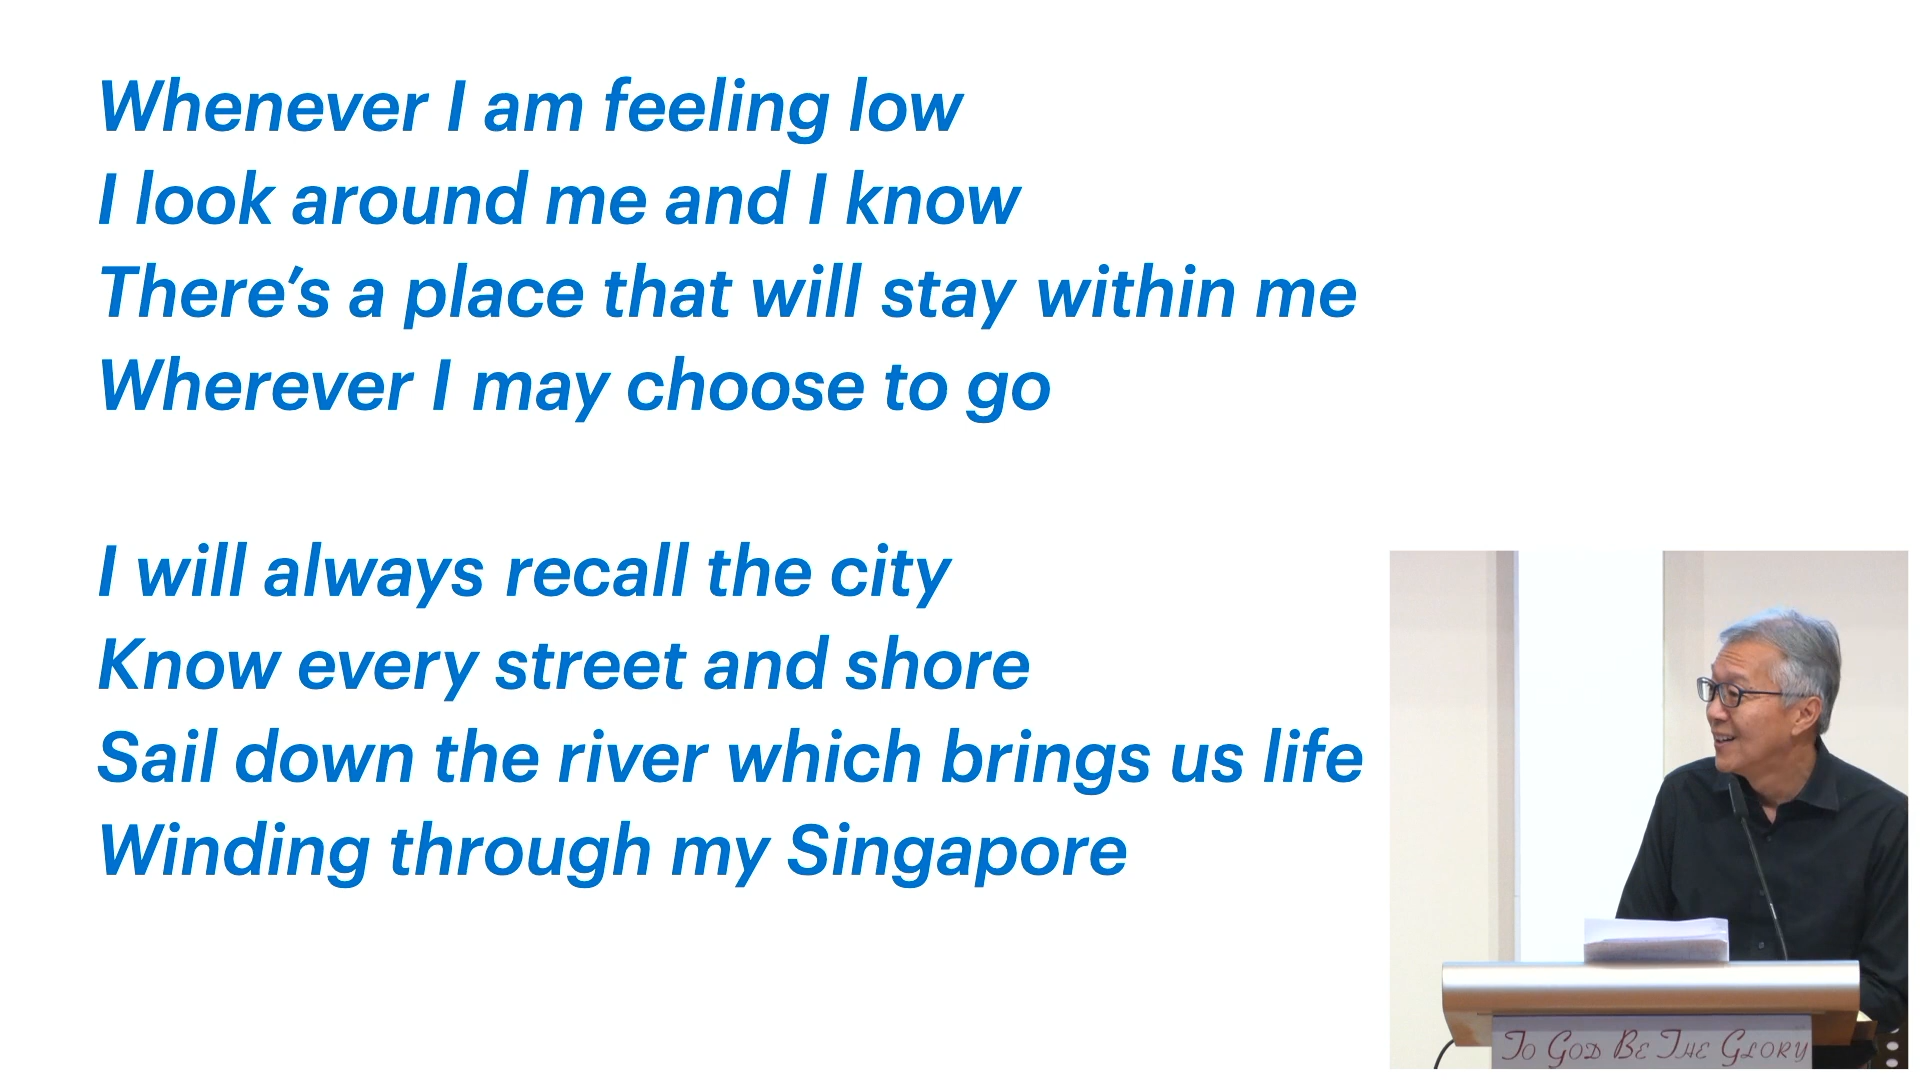 Whenever I am feeling low
I look around me and I know
There’s a place that will stay within me
Wherever I may choose to go
I will always recall the city
Know every street and shore
Sail down the river which brings us life
Winding through my Singapore
To God Be The Glory